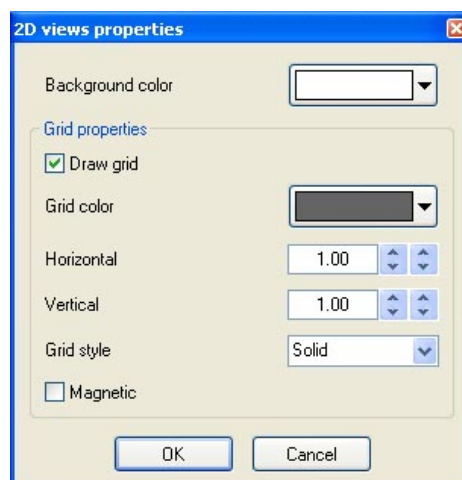 2D views properties
Background color
Grid properties
Draw grid
Grid color
Horizontal 1.00
Vertical 1.00
Grid style Solid
Magnetic
OK Cancel